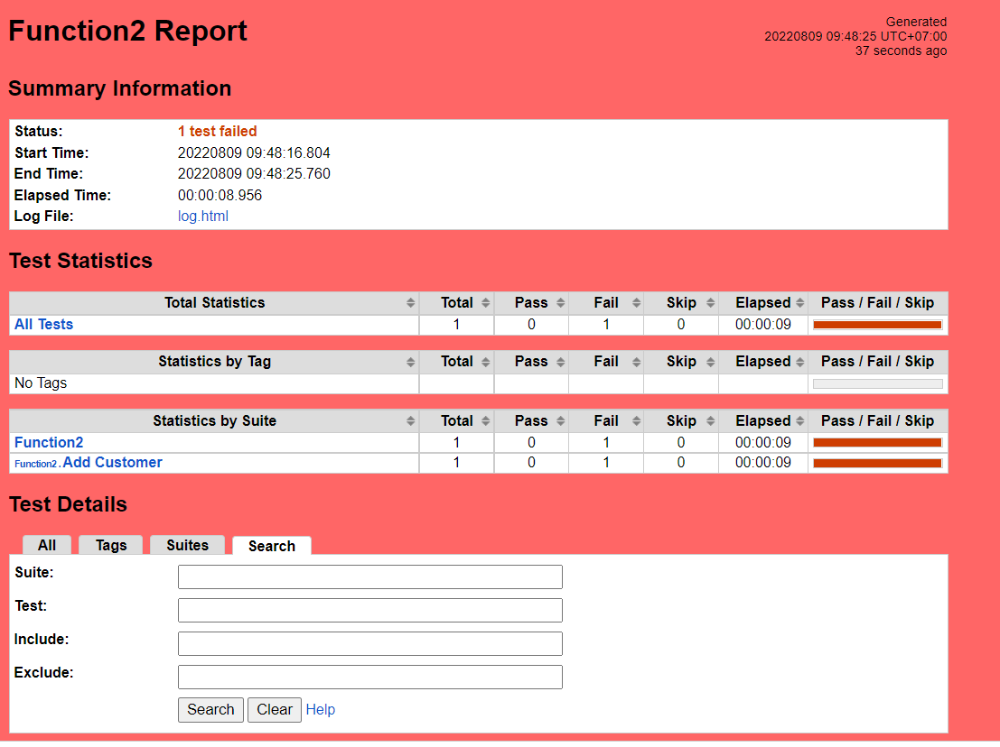 Function2 Report
Generated
20220809 09:48:25 UTC+07:00
37 seconds ago
Summary Information
Status: 1 test failed
Start Time: 20220809 09:48:16.804
End Time: 20220809 09:48:25.760
Elapsed Time: 00:00:08.956
Log File: log.html
Test Statistics
Total Statistics Total Pass Fail Skip Elapsed Pass / Fail / Skip
All Tests 1 0 1 0 00:00:09
Statistics by Tag Total Pass Fail Skip Elapsed Pass / Fail / Skip
No Tags
Statistics by Suite Total Pass Fail Skip Elapsed Pass / Fail / Skip
Function2 1 0 1 0 00:00:09
Function2.Add Customer 1 0 1 0 00:00:09
Test Details
All Tags Suites Search
Suite:
Test:
Include:
Exclude:
Search Clear Help